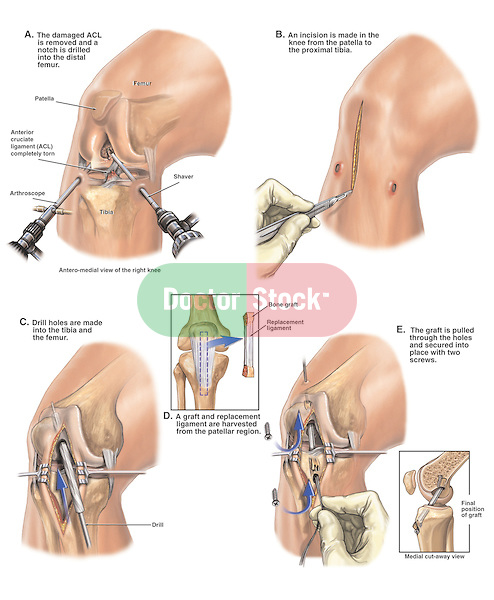 A. The damaged ACL
is removed and a
notch is drilled
into the distal
femur.
Femur
Patella
Anterior
cruciate
ligament (ACL)
completely torn
Arthroscope
Shaver
Tibia
Antero-medial view of the right knee
B. An incision is made in the
knee from the patella to
the proximal tibia.
Doctor Stock™
C. Drill holes are made
into the tibia and
the femur.
Drill
Bone graft
Replacement
ligament
D. A graft and replacement
ligament are harvested
from the patellar region.
E. The graft is pulled
through the holes
and secured into
place with two
screws.
Final
position
of graft
Medial cut-away view